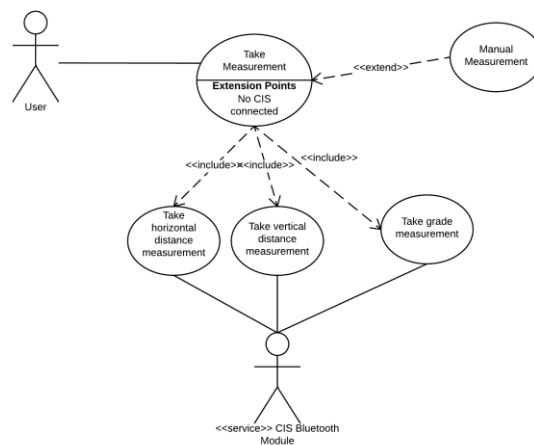 Take
Measurement
Extension Points
No CIS
connected
User
<<extend>>
Manual
Measurement
<<include>>
<<include>>
<<include>>
Take
horizontal
distance
measurement
Take vertical
distance
measurement
Take grade
measurement
<<service>> CIS Bluetooth
Module